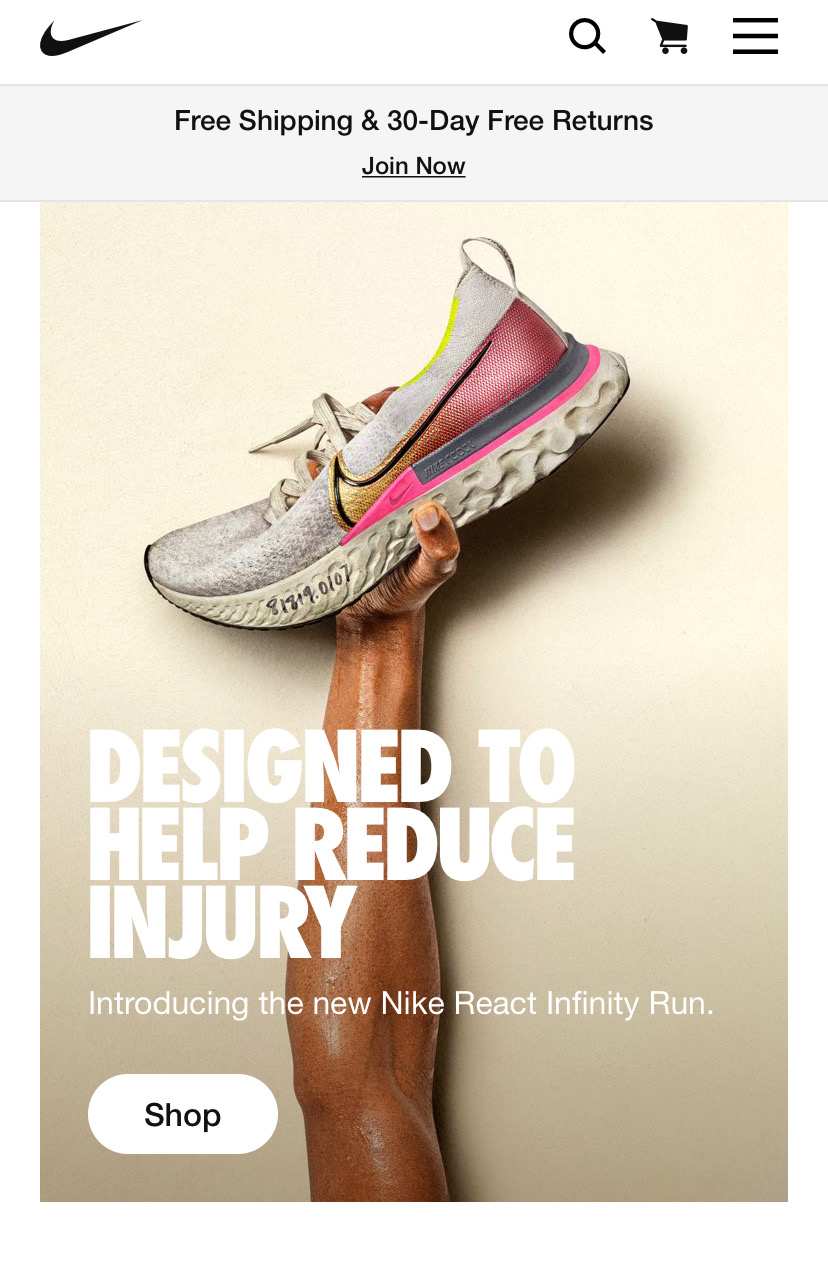 Free Shipping & 30-Day Free Returns
Join Now
NIKE REACT
81819.0107
DESIGNED TO
HELP REDUCE
INJURY
Introducing the new Nike React Infinity Run.
Shop